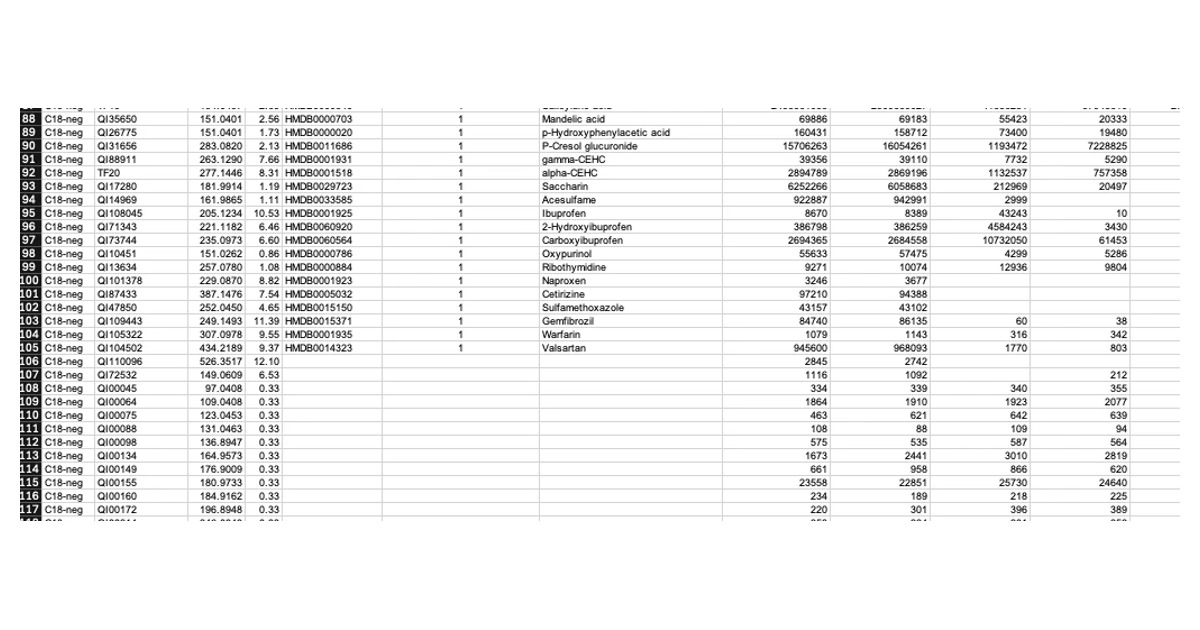 88 C18-neg QI35650 151.0401 2.56 HMDB0000703 1 Mandelic acid 69886 69183 55423 20333
89 C18-neg QI26775 151.0401 1.73 HMDB0000020 1 p-Hydroxyphenylacetic acid 160431 158712 73400 19480
90 C18-neg QI31656 283.0820 2.13 HMDB0011686 1 P-Cresol glucuronide 15706263 16054261 1193472 7228825
91 C18-neg QI88911 263.1290 7.66 HMDB0001931 1 gamma-CEHC 39356 39110 7732 5290
92 C18-neg TF20 277.1446 8.31 HMDB0001518 1 alpha-CEHC 2894789 2869196 1132537 757358
93 C18-neg QI17280 181.9914 1.19 HMDB0029723 1 Saccharin 6252266 6058683 212969 20497
94 C18-neg QI14969 161.9865 1.11 HMDB0033585 1 Acesulfame 922887 942991 2999
95 C18-neg QI108045 205.1234 10.53 HMDB0001925 1 Ibuprofen 8670 8389 43243 10
96 C18-neg QI71343 221.1182 6.46 HMDB0060920 1 2-Hydroxyibuprofen 386798 386259 4584243 3430
97 C18-neg QI73744 235.0973 6.60 HMDB0060564 1 Carboxyibuprofen 2694365 2684558 10732050 61453
98 C18-neg QI10451 151.0262 0.86 HMDB0000786 1 Oxypurinol 55633 57475 4299 5286
99 C18-neg QI13634 257.0780 1.08 HMDB0000884 1 Ribothymidine 9271 10074 12936 9804
100 C18-neg QI101378 229.0870 8.82 HMDB0001923 1 Naproxen 3246 3677
101 C18-neg QI87433 387.1476 7.54 HMDB0005032 1 Cetirizine 97210 94388
102 C18-neg QI47850 252.0450 4.65 HMDB0015150 1 Sulfamethoxazole 43157 43102
103 C18-neg QI109443 249.1493 11.39 HMDB0015371 1 Gemfibrozil 84740 86135 60 38
104 C18-neg QI105322 307.0978 9.55 HMDB0001935 1 Warfarin 1079 1143 316 342
105 C18-neg QI104502 434.2189 9.37 HMDB0014323 1 Valsartan 945600 968093 1770 803
106 C18-neg QI110096 526.3517 12.10 2845 2742
107 C18-neg QI72532 149.0609 6.53 1116 1092 212
108 C18-neg QI00045 97.0408 0.33 334 339 340 355
109 C18-neg QI00064 109.0408 0.33 1864 1910 1923 2077
110 C18-neg QI00075 123.0453 0.33 463 621 642 639
111 C18-neg QI00088 131.0463 0.33 108 88 109 94
112 C18-neg QI00098 136.8947 0.33 575 535 587 564
113 C18-neg QI00134 164.9573 0.33 1673 2441 3010 2819
114 C18-neg QI00149 176.9009 0.33 661 958 866 620
115 C18-neg QI00155 180.9733 0.33 23558 22851 25730 24640
116 C18-neg QI00160 184.9162 0.33 234 189 218 225
117 C18-neg QI00172 196.8948 0.33 220 301 396 389